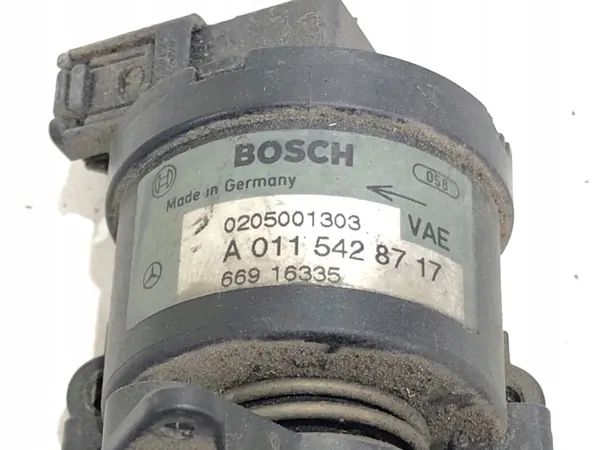 BOSCH
058
Made in Germany
0205001303
VAE
A 011 542 87 17
669 16335